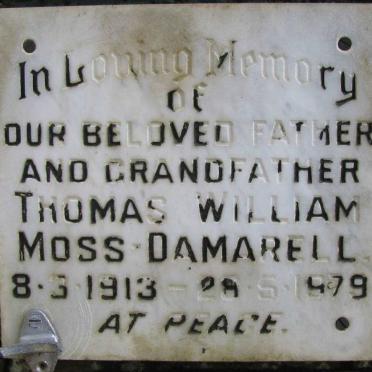 In Loving Memory
OF
OUR BELOVED FATHER
AND GRANDFATHER
THOMAS WILLIAM
MOSS DAMARELL.
8·3·1913 – 28·5·1979
AT PEACE.